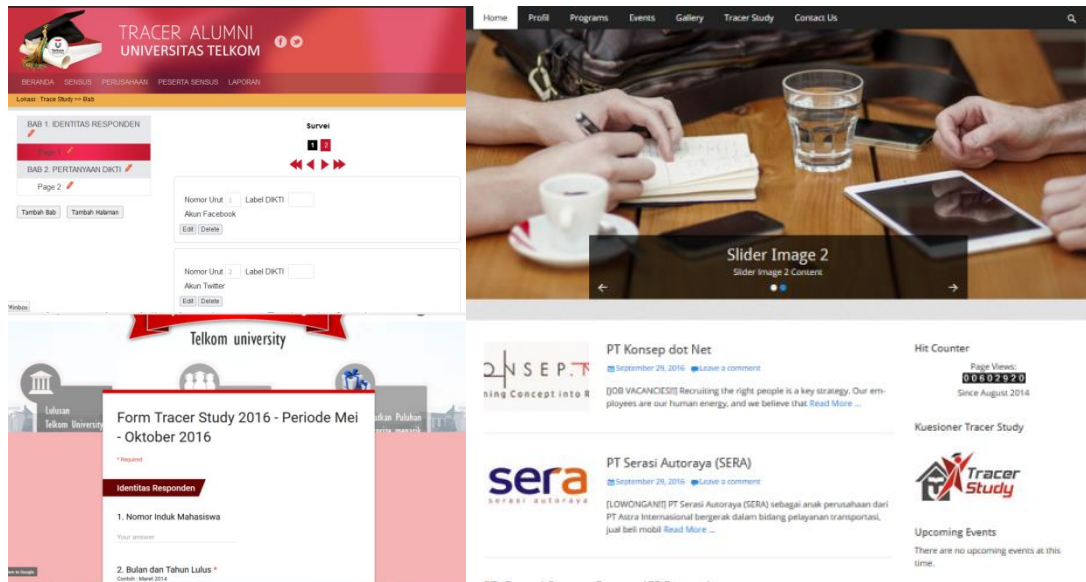 TRACER ALUMNI
UNIVERSITAS TELKOM
BERANDA SENSUS PERUSAHAAN PESERTA SENSUS LAPORAN
Lokasi : Trace Study >> Bab
BAB 1. IDENTITAS RESPONDEN
Page 1
BAB 2. PERTANYAAN DIKTI
Page 2
Tambah Bab Tambah Halaman
Survei
1 2
Nomor Urut 1 Label DIKTI
Akun Facebook
Edit Delete
Nomor Urut 2 Label DIKTI
Akun Twitter
Edit Delete
Telkom university
Lulusan
Telkom University
Puluhan
Form Tracer Study 2016 - Periode Mei
- Oktober 2016
* Required
Identitas Responden
1. Nomor Induk Mahasiswa
Your answer
2. Bulan dan Tahun Lulus *
Contoh : Maret 2014
Home Profil Programs Events Gallery Tracer Study Contact Us
Slider Image 2
Slider Image 2 Content
PT Konsep dot Net
September 29, 2016 Leave a comment
[JOB VACANCIES!!] Recruiting the right people is a key strategy. Our em-
ployees are our human energy, and we believe that Read More ...
ning Concept into R
PT Serasi Autoraya (SERA)
September 29, 2016 Leave a comment
[LOWONGAN!!] PT Serasi Autoraya (SERA) sebagai anak perusahaan dari
PT Astra Internasional bergerak dalam bidang pelayanan transportasi,
jual beli mobil Read More ...
sera
serasi autoraya
Hit Counter
Page Views:
00602920
Since August 2014
Kuesioner Tracer Study
Tracer
Study
Upcoming Events
There are no upcoming events at this
time.